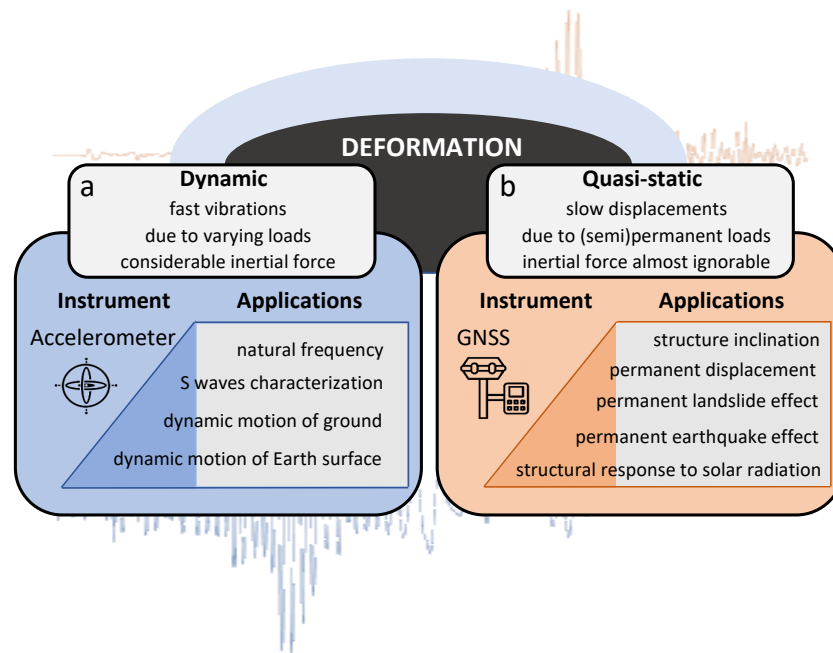 DEFORMATION
a
Dynamic
fast vibrations
due to varying loads
considerable inertial force
Instrument
Applications
Accelerometer
natural frequency
S waves characterization
dynamic motion of ground
dynamic motion of Earth surface
b
Quasi-static
slow displacements
due to (semi)permanent loads
inertial force almost ignorable
Instrument
Applications
GNSS
structure inclination
permanent displacement
permanent landslide effect
permanent earthquake effect
structural response to solar radiation